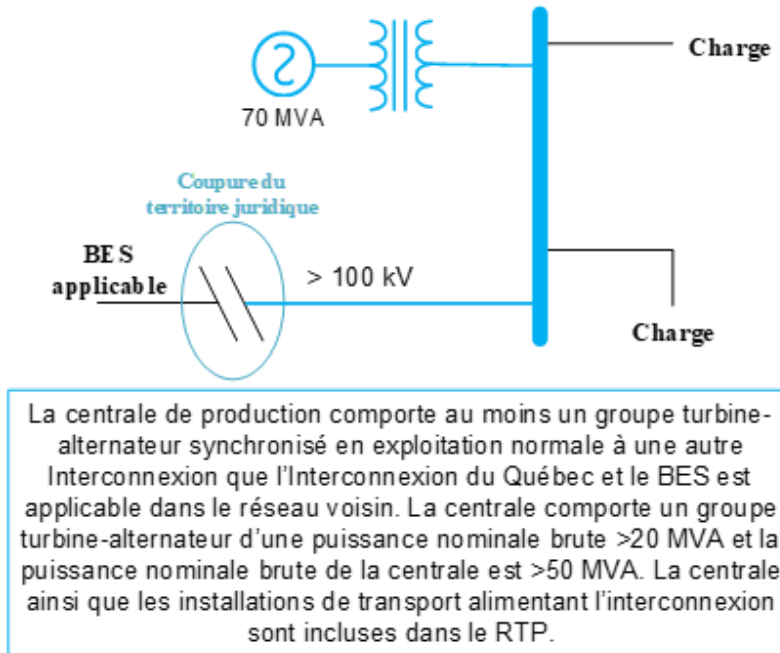 Charge
70 MVA
Coupure du
territoire juridique
BES
applicable
> 100 kV
Charge
La centrale de production comporte au moins un groupe turbine-
alternateur synchronisé en exploitation normale à une autre
Interconnexion que l'Interconnexion du Québec et le BES est
applicable dans le réseau voisin. La centrale comporte un groupe
turbine-alternateur d'une puissance nominale brute >20 MVA et la
puissance nominale brute de la centrale est >50 MVA. La centrale
ainsi que les installations de transport alimentant l'interconnexion
sont incluses dans le RTP.